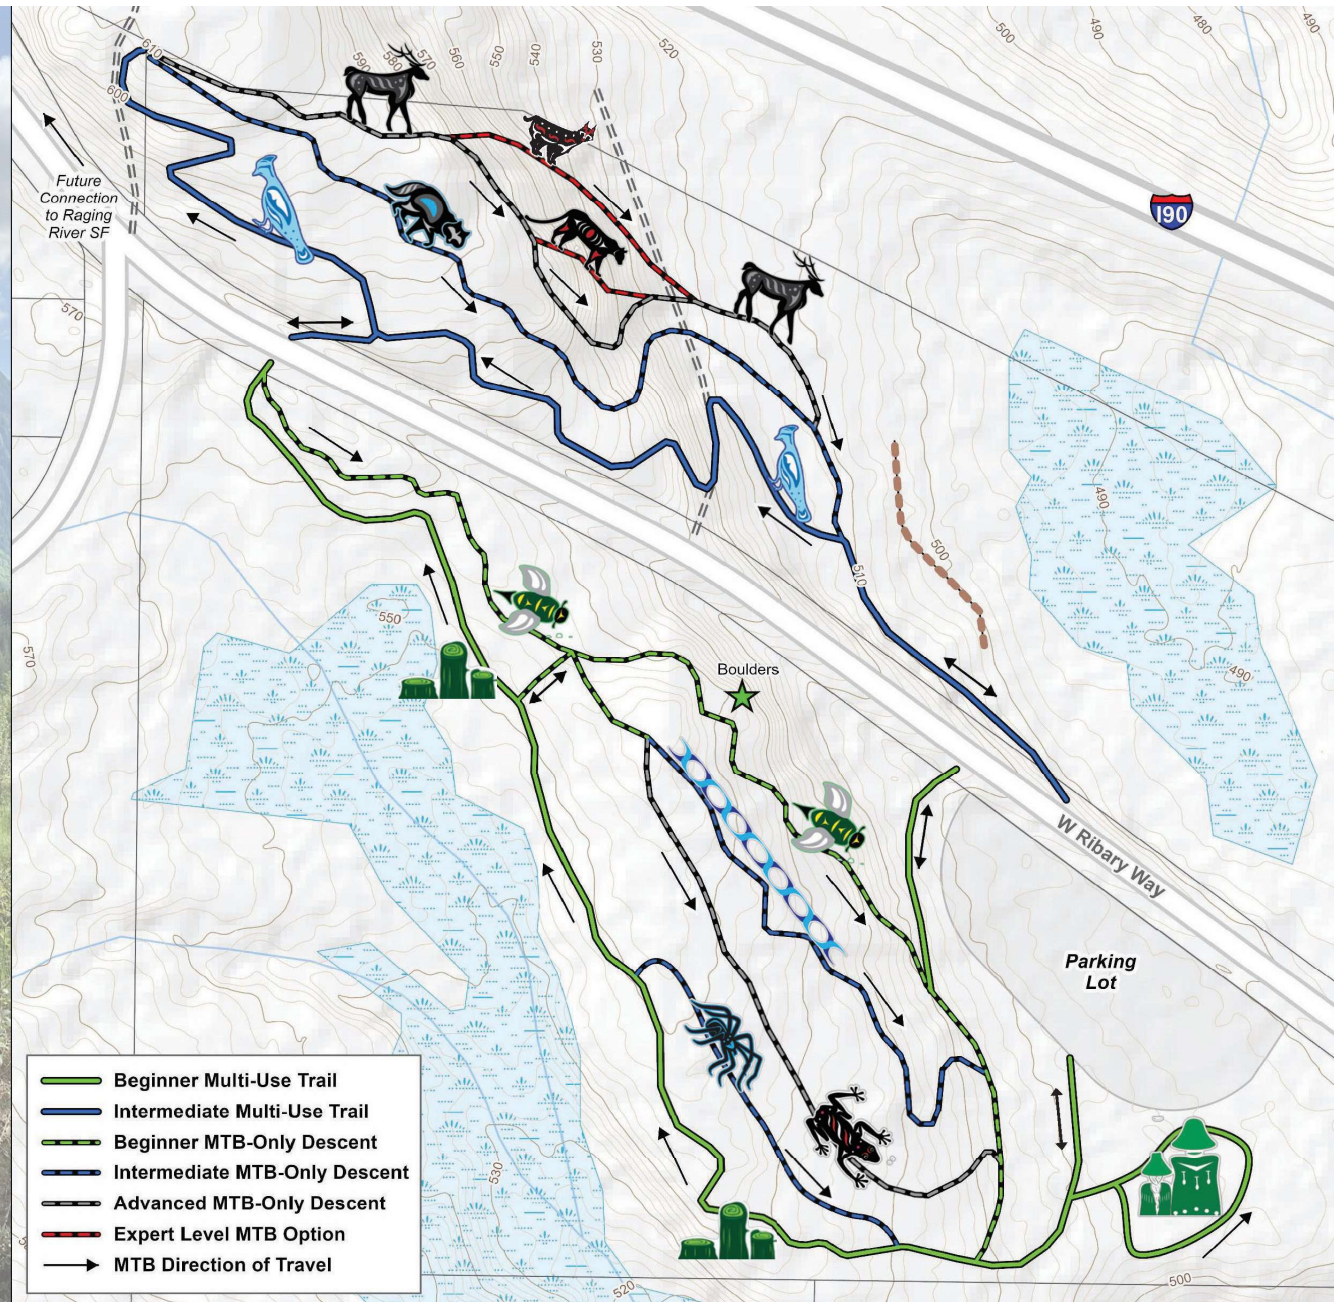 610
600
590
580
570
560
550
540
530
520
500
490
480
490
Future
Connection
to Raging
River SF
I90
570
490
500
510
550
570
490
Boulders
W Ribary Way
Parking
Lot
530
520
500
Beginner Multi-Use Trail
Intermediate Multi-Use Trail
Beginner MTB-Only Descent
Intermediate MTB-Only Descent
Advanced MTB-Only Descent
Expert Level MTB Option
MTB Direction of Travel